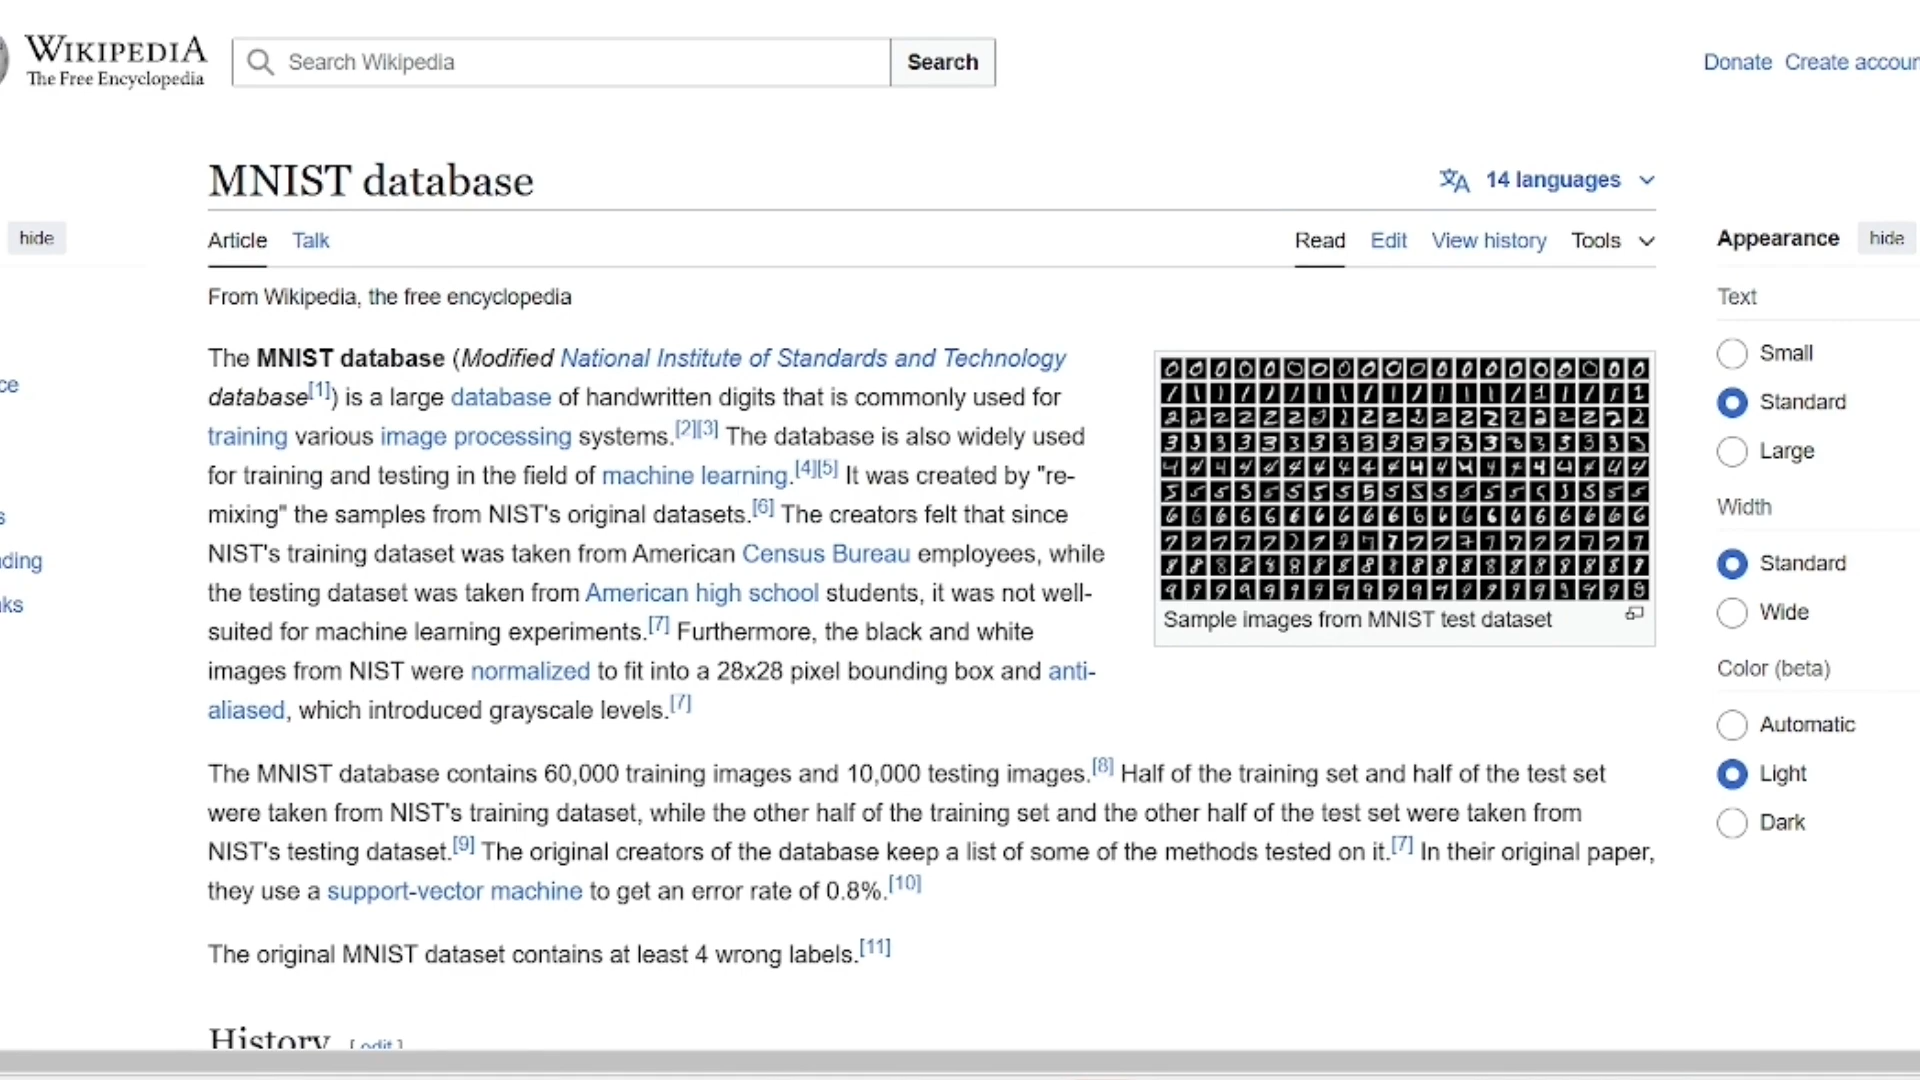 WIKIPEDIA
The Free Encyclopedia
Search Wikipedia
Search
Donate Create
MNIST database
14 languages
hide
Article Talk
Read Edit View history Tools
Appearance hide
From Wikipedia, the free encyclopedia
Text
The MNIST database (Modified National Institute of Standards and Technology
database[1]) is a large database of handwritten digits that is commonly used for
training various image processing systems.[2][3] The database is also widely used
for training and testing in the field of machine learning.[4][5] It was created by "re-
mixing" the samples from NIST's original datasets.[6] The creators felt that since
NIST's training dataset was taken from American Census Bureau employees, while
the testing dataset was taken from American high school students, it was not well-
suited for machine learning experiments.[7] Furthermore, the black and white
images from NIST were normalized to fit into a 28x28 pixel bounding box and anti-
aliased, which introduced grayscale levels.[7]
Sample images from MNIST test dataset
Small
Standard
Large
Width
Standard
Wide
Color (beta)
Automatic
Light
Dark
The MNIST database contains 60,000 training images and 10,000 testing images.[8] Half of the training set and half of the test set
were taken from NIST's training dataset, while the other half of the training set and the other half of the test set were taken from
NIST's testing dataset.[9] The original creators of the database keep a list of some of the methods tested on it.[7] In their original paper,
they use a support-vector machine to get an error rate of 0.8%.[10]
The original MNIST dataset contains at least 4 wrong labels.[11]
History [ edit ]